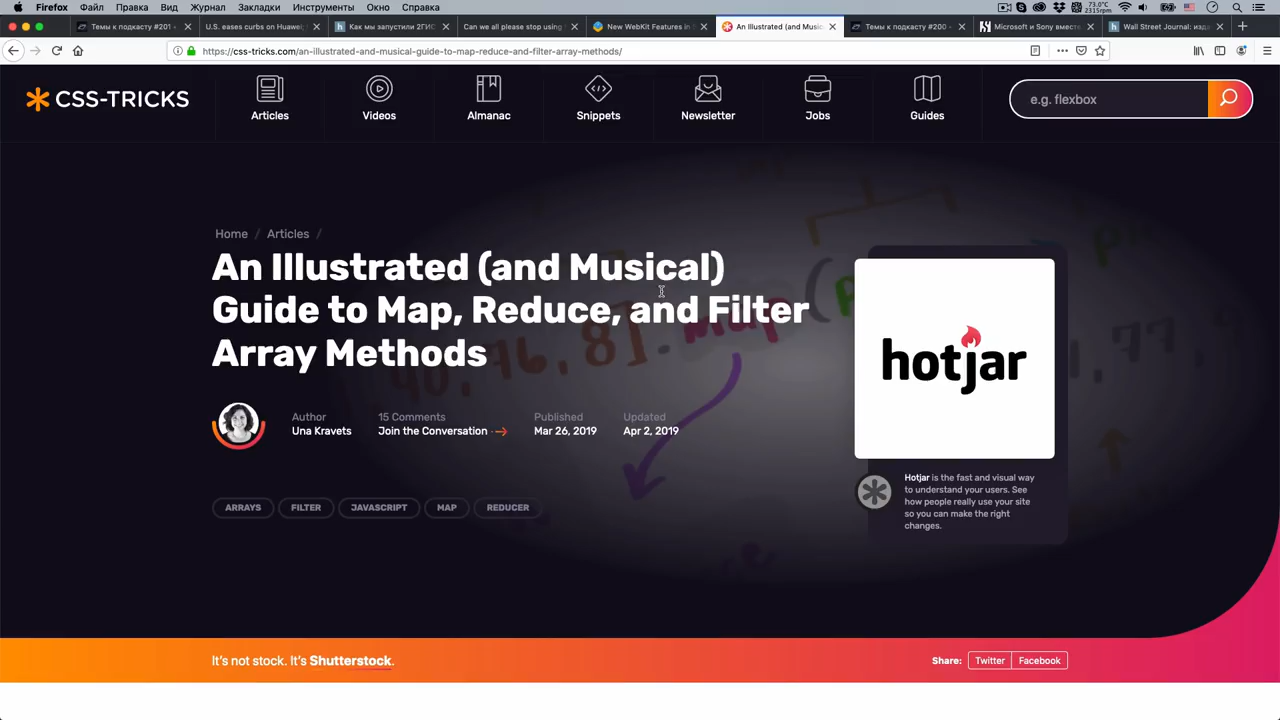 Firefox Файл Правка Вид Журнал Закладки Инструменты Окно Справка
73.0°C
2315rpm
Темы к подкасту #201 -
U.S. eases curbs on Huawei;
Как мы запустили 2ГИС
Can we all please stop using
New WebKit Features in S
An Illustrated (and Music
Темы к подкасту #200 -
Microsoft и Sony вместе
Wall Street Journal: изда
https://css-tricks.com/an-illustrated-and-musical-guide-to-map-reduce-and-filter-array-methods/
CSS-TRICKS
Articles
Videos
Almanac
Snippets
Newsletter
Jobs
Guides
e.g. flexbox
Home / Articles /
An Illustrated (and Musical)
Guide to Map, Reduce, and Filter
Array Methods
Author
Una Kravets
15 Comments
Join the Conversation
Published
Mar 26, 2019
Updated
Apr 2, 2019
ARRAYS
FILTER
JAVASCRIPT
MAP
REDUCER
hotjar
Hotjar is the fast and visual way
to understand your users. See
how people really use your site
so you can make the right
changes.
It's not stock. It's Shutterstock.
Share: Twitter Facebook